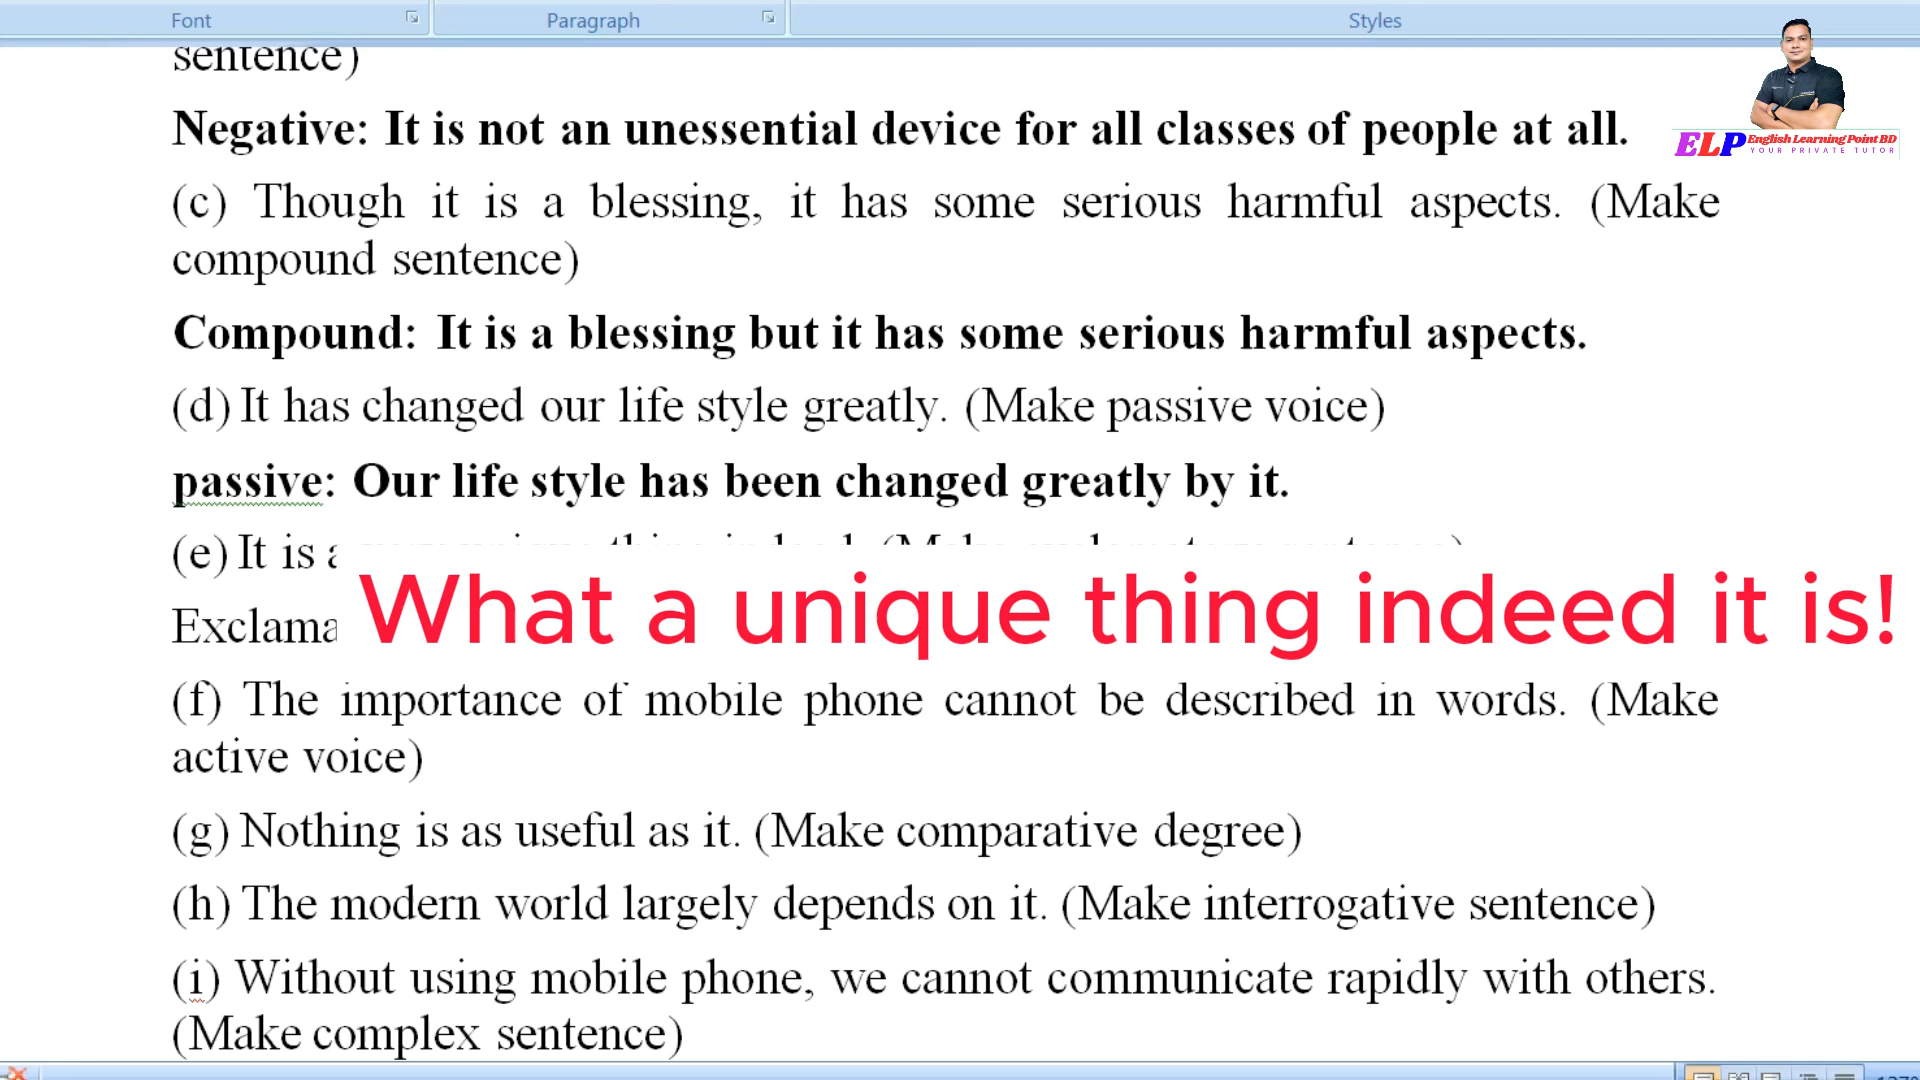 Font Paragraph Styles
sentence)
Negative: It is not an unessential device for all classes of people at all.
ELP English Learning Point BD
YOUR PRIVATE TUTOR
(c) Though it is a blessing, it has some serious harmful aspects. (Make
compound sentence)
Compound: It is a blessing but it has some serious harmful aspects.
(d) It has changed our life style greatly. (Make passive voice)
passive: Our life style has been changed greatly by it.
(e) It is a
What a unique thing indeed it is!
Exclama
(f) The importance of mobile phone cannot be described in words. (Make
active voice)
(g) Nothing is as useful as it. (Make comparative degree)
(h) The modern world largely depends on it. (Make interrogative sentence)
(i) Without using mobile phone, we cannot communicate rapidly with others.
(Make complex sentence)